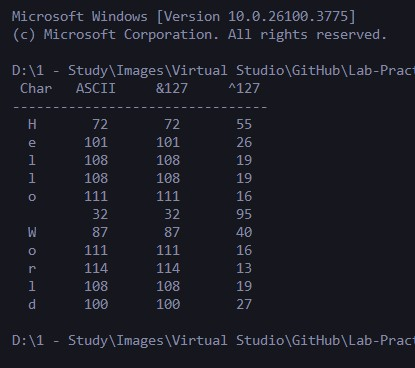 Microsoft Windows [Version 10.0.26100.3775]
(c) Microsoft Corporation. All rights reserved.
D:\1 - Study\Images\Virtual Studio\GitHub\Lab-Pract
Char ASCII &127 ^127
--------------------------------
H 72 72 55
e 101 101 26
l 108 108 19
l 108 108 19
o 111 111 16
32 32 95
W 87 87 40
o 111 111 16
r 114 114 13
l 108 108 19
d 100 100 27
D:\1 - Study\Images\Virtual Studio\GitHub\Lab-Pract